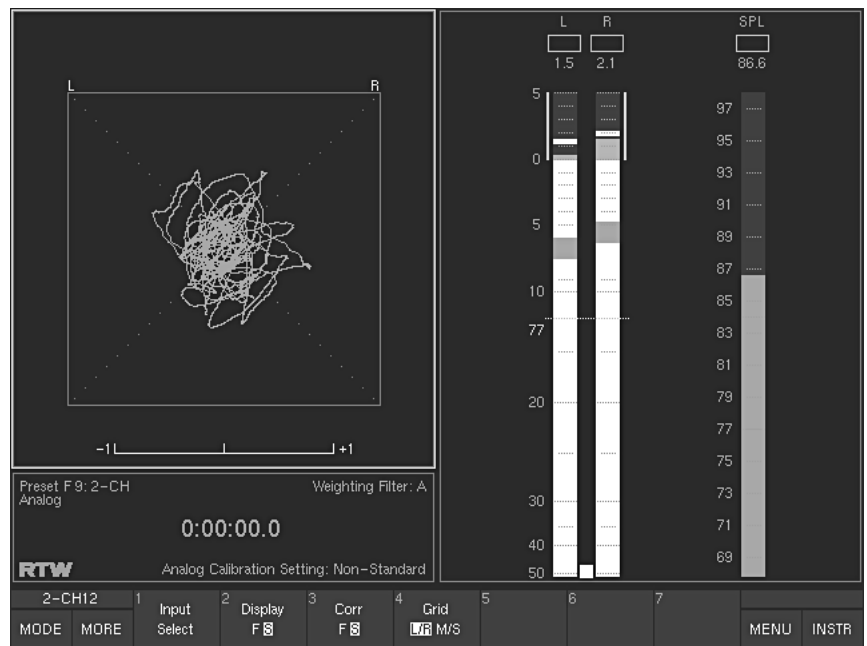 L R
-1 +1
Preset F 9: 2-CH Weighting Filter: A
Analog
0:00:00.0
RTW Analog Calibration Setting: Non-Standard
L R SPL
1.5 2.1 86.6
5
0
5
10
77
20
30
40
50
97
95
93
91
89
87
85
83
81
79
77
75
73
71
69
2-CH12 1 2 3 4 5 6 7
Input Display Corr Grid
MODE MORE Select F S F S L/R M/S MENU INSTR